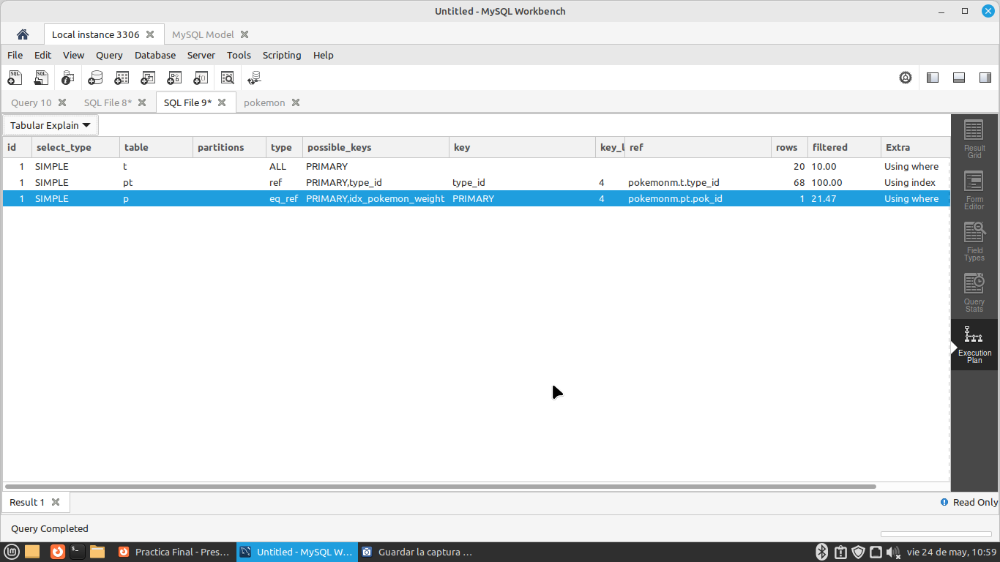 Untitled - MySQL Workbench
Local instance 3306 MySQL Model
File Edit View Query Database Server Tools Scripting Help
Query 10 SQL File 8* SQL File 9* pokemon
Tabular Explain
id select_type table partitions type possible_keys key key_l ref rows filtered Extra
1 SIMPLE t ALL PRIMARY 20 10.00 Using where
1 SIMPLE pt ref PRIMARY,type_id type_id 4 pokemonm.t.type_id 68 100.00 Using index
1 SIMPLE p eq_ref PRIMARY,idx_pokemon_weight PRIMARY 4 pokemonm.pt.pok_id 1 21.47 Using where
Result
Grid
Form
Editor
Field
Types
Query
Stats
Execution
Plan
Result 1 Read Only
Query Completed
Practica Final - Pres... Untitled - MySQL W... Guardar la captura ... vie 24 de may, 10:59